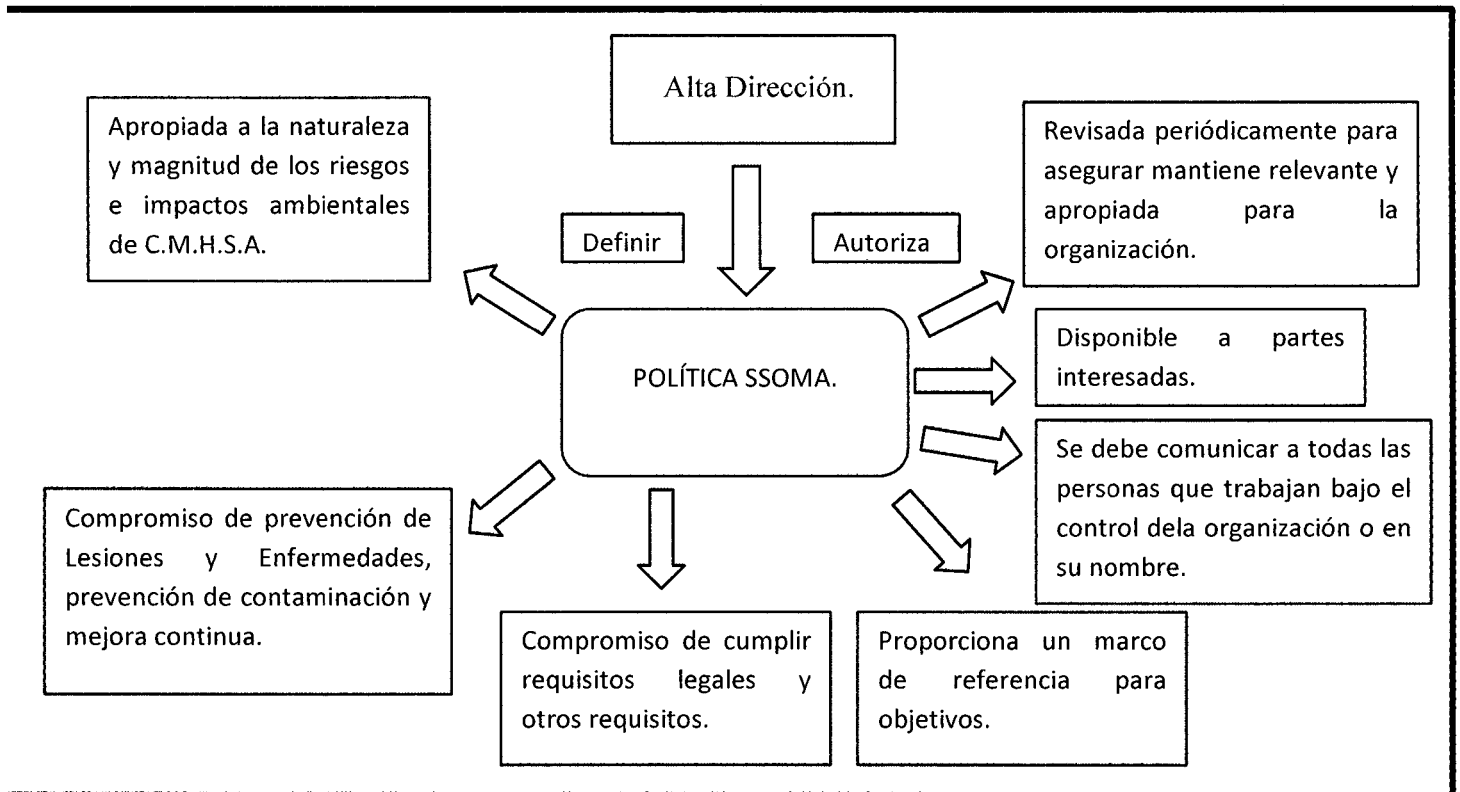 Alta Dirección.
Apropiada a la naturaleza
y magnitud de los riesgos
e impactos ambientales
de C.M.H.S.A.
Definir
Autoriza
Revisada periódicamente para
asegurar mantiene relevante y
apropiada para la
organización.
POLÍTICA SSOMA.
Disponible a partes
interesadas.
Se debe comunicar a todas las
personas que trabajan bajo el
control dela organización o en
su nombre.
Compromiso de prevención de
Lesiones y Enfermedades,
prevención de contaminación y
mejora continua.
Compromiso de cumplir
requisitos legales y
otros requisitos.
Proporciona un marco
de referencia para
objetivos.